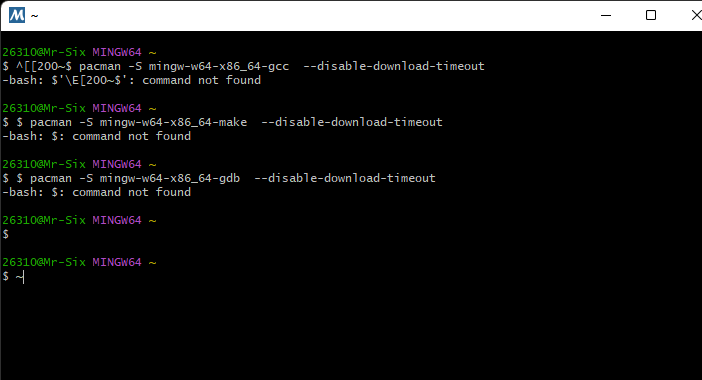 M ~
26310@Mr-Six MINGW64 ~
$ ^[[200~$ pacman -S mingw-w64-x86_64-gcc  --disable-download-timeout
-bash: $'\E[200~$': command not found
26310@Mr-Six MINGW64 ~
$ $ pacman -S mingw-w64-x86_64-make  --disable-download-timeout
-bash: $: command not found
26310@Mr-Six MINGW64 ~
$ $ pacman -S mingw-w64-x86_64-gdb  --disable-download-timeout
-bash: $: command not found
26310@Mr-Six MINGW64 ~
$
26310@Mr-Six MINGW64 ~
$ ~